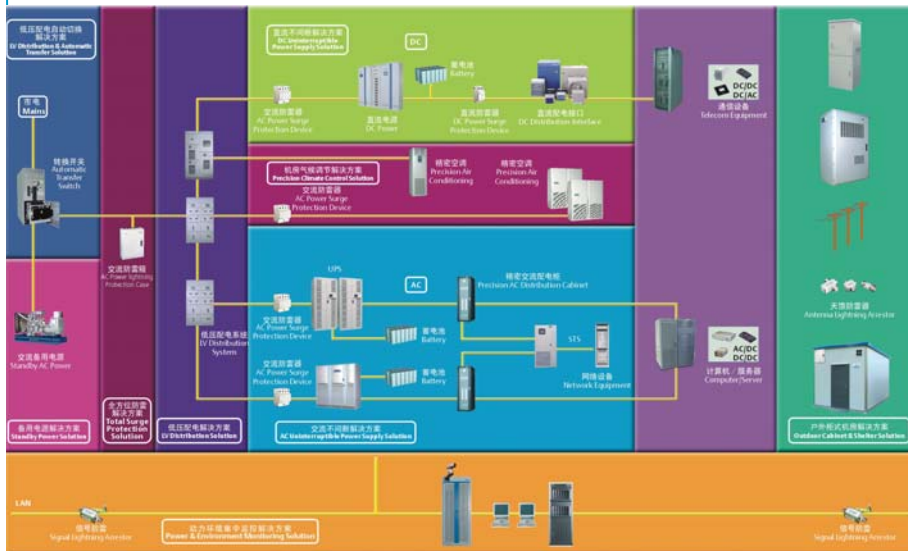 低压配电自动切换
解决方案
LV Distribution & Automatic
Transfer Solution
市电
Mains
转换开关
Automatic
Transfer
Switch
交流备用电源
Standby AC Power
备用电源解决方案
Standby Power Solution
交流防雷箱
AC Power lightning
Protection Case
全方位防雷
解决方案
Total Surge
Protection
Solution
低压配电系统
LV Distribution
System
低压配电解决方案
LV Distribution Solution
直流不间断解决方案
DC Uninterruptible
Power Supply Solution
DC
蓄电池
Battery
交流防雷器
AC Power Surge
Protection Device
直流电源
DC Power
直流防雷器
DC Power Surge
Protection Device
直流配电接口
DC Distribution Interface
机房气候调节解决方案
Precision Climate Control Solution
交流防雷器
AC Power Surge
Protection Device
精密空调
Precision Air
Conditioning
精密空调
Precision Air
Conditioning
UPS
AC
精密交流配电柜
Precision AC Distribution Cabinet
交流防雷器
AC Power Surge
Protection Device
蓄电池
Battery
STS
网络设备
Network Equipment
交流防雷器
AC Power Surge
Protection Device
蓄电池
Battery
交流不间断解决方案
AC Uninterruptible Power Supply Solution
DC/DC
DC/AC
通信设备
Telecom Equipment
AC/DC
DC/DC
计算机／服务器
Computer/Server
天馈防雷器
Antenna Lightning Arrestor
户外柜式机房解决方案
Outdoor Cabinet & Shelter Solution
LAN
信号防雷
Signal Lightning Arrestor
动力环境集中监控解决方案
Power & Environment Monitoring Solution
信号防雷
Signal Lightning Arrestor